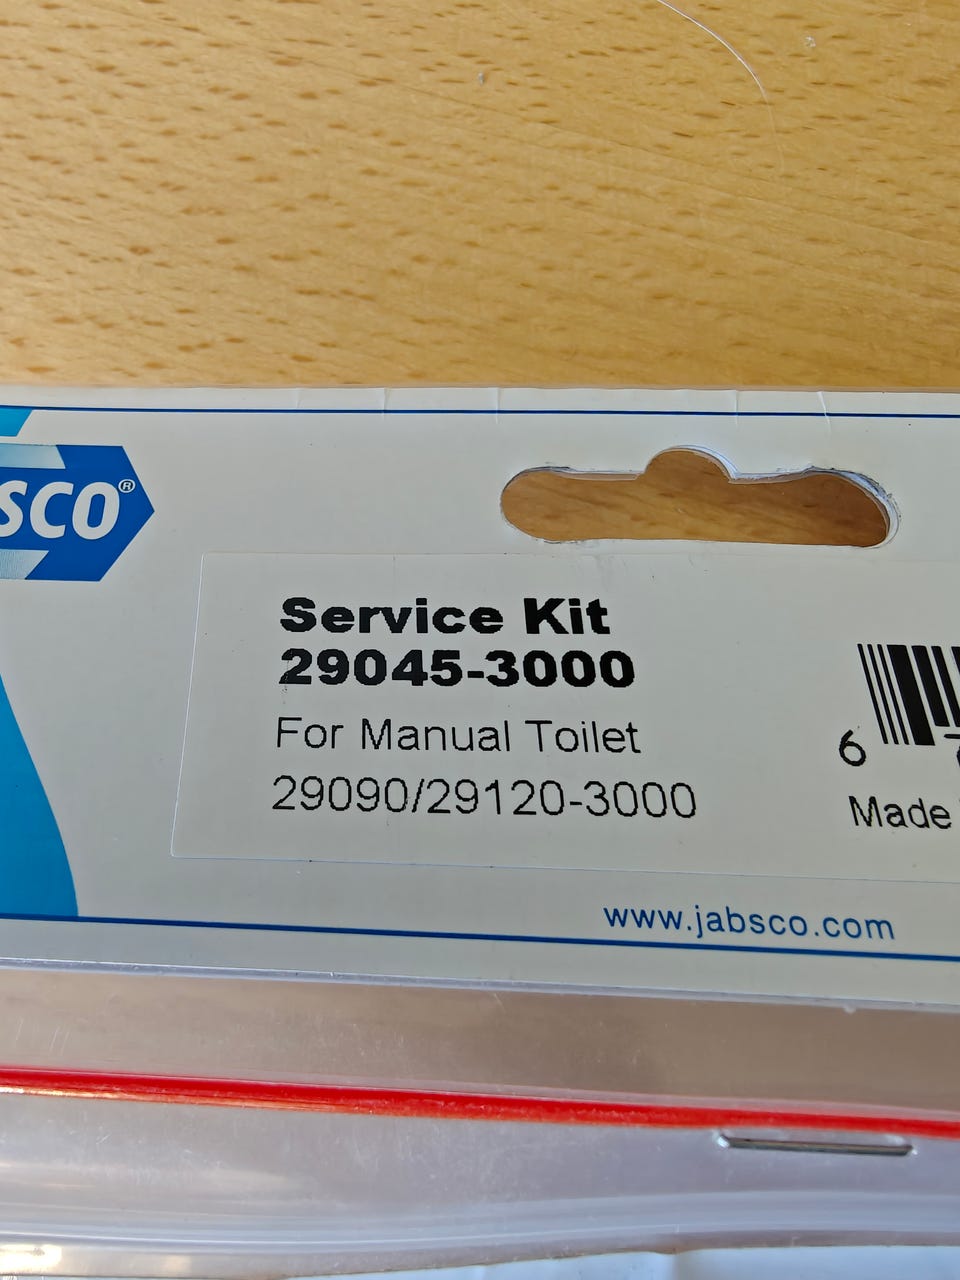 SCO®
Service Kit
29045-3000
For Manual Toilet
29090/29120-3000
6
Made
www.jabsco.com